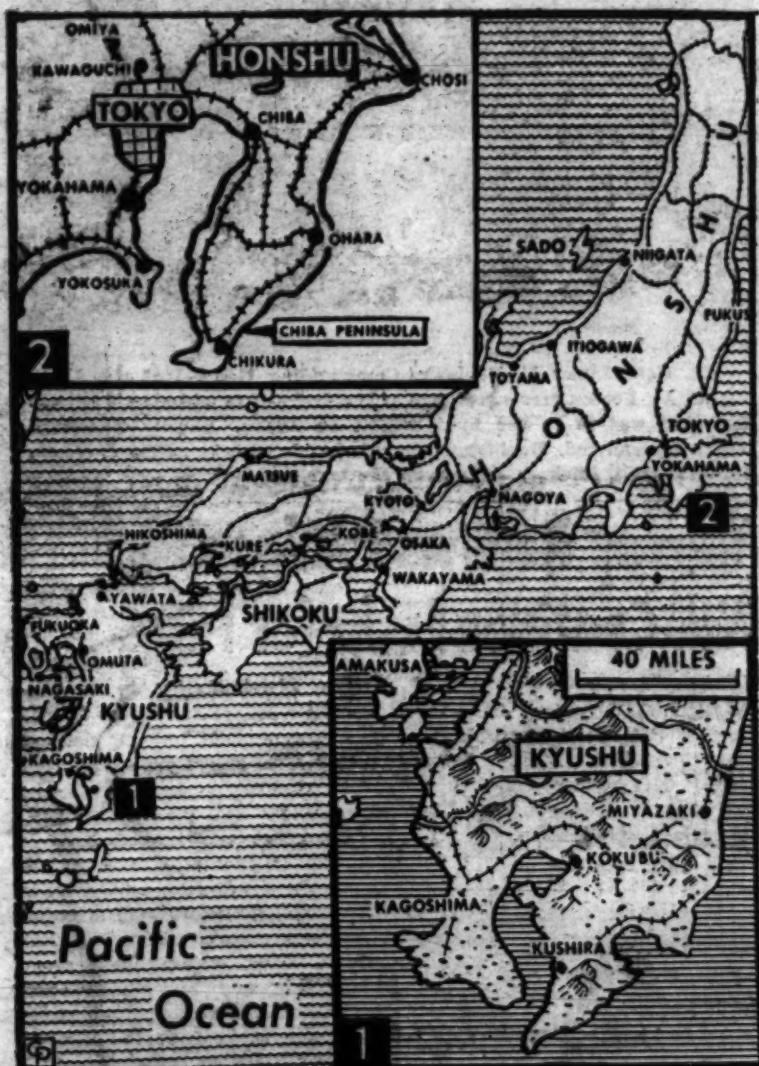 OMIYA
KAWAGUCHI
HONSHU
CHOSI
TOKYO
CHIBA
YOKAHAMA
OHARA
YOKOSUKA
CHIBA PENINSULA
CHIKURA
2
HONSHU
SADO
NIIGATA
FUKUS
ITIOGAWA
TOYAMA
TOKYO
YOKAHAMA
2
MATSUE
KYOTO
NAGOYA
HIKOSHIMA
KURE
KOBE
OSAKA
WAKAYAMA
YAWATA
SHIKOKU
FUKUOKA
OMUTA
NAGASAKI
KYUSHU
KAGOSHIMA
1
Pacific
Ocean
CP
AMAKUSA
40 MILES
KYUSHU
MIYAZAKI
KOKUBU
KAGOSHIMA
KUSHIRA
1